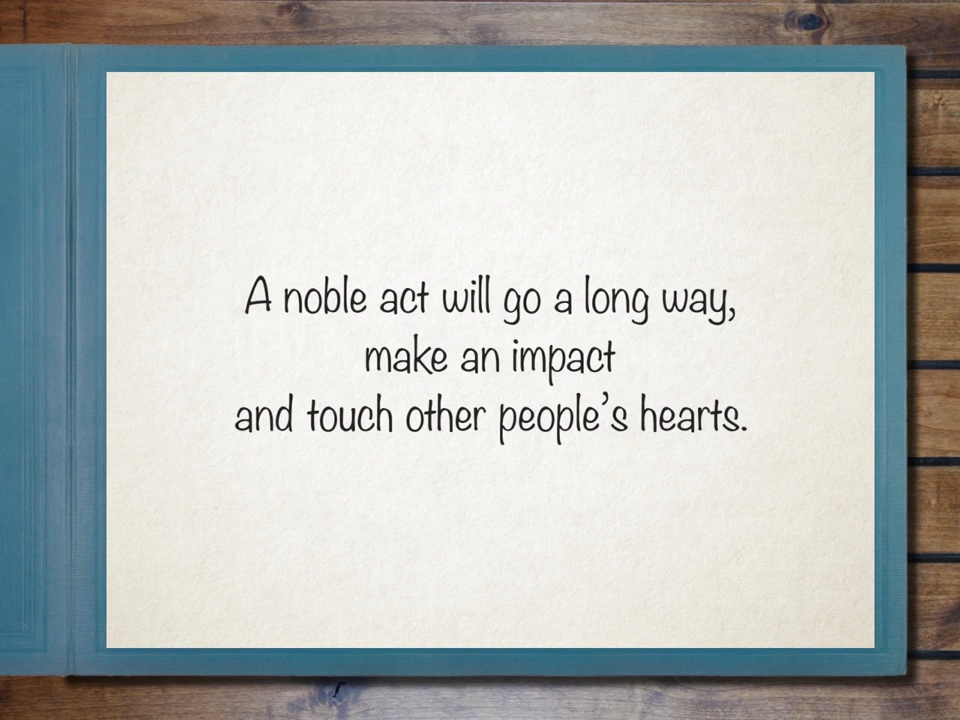 A noble act will go a long way,
make an impact
and touch other people’s hearts.